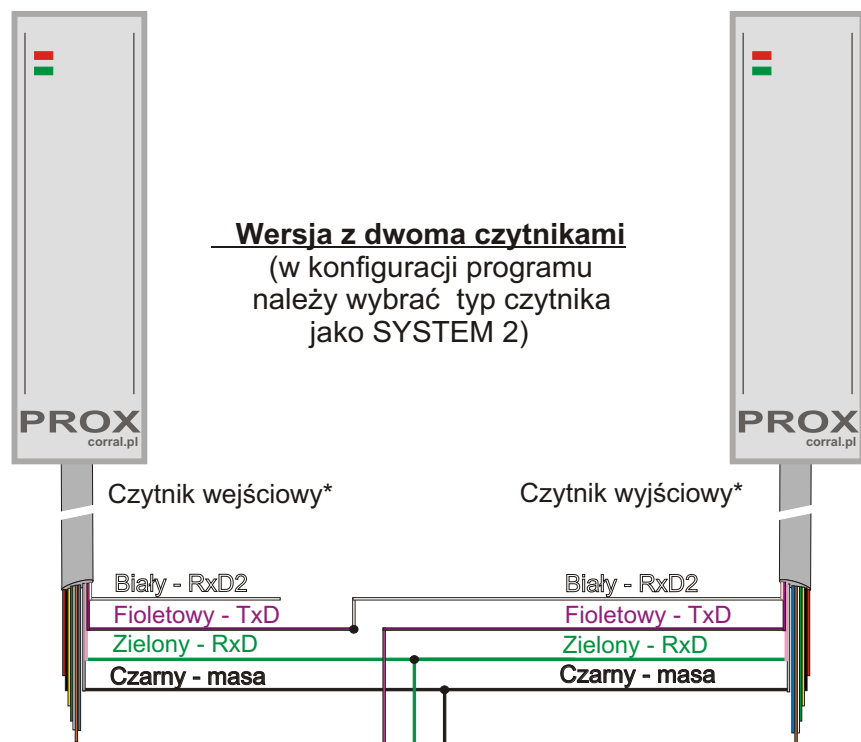 Wersja z dwoma czytnikami
(w konfiguracji programu
należy wybrać typ czytnika
jako SYSTEM 2)
PROX
corral.pl
PROX
corral.pl
Czytnik wejściowy*
Czytnik wyjściowy*
Biały - RxD2
Biały - RxD2
Fioletowy - TxD
Fioletowy - TxD
Zielony - RxD
Zielony - RxD
Czarny - masa
Czarny - masa